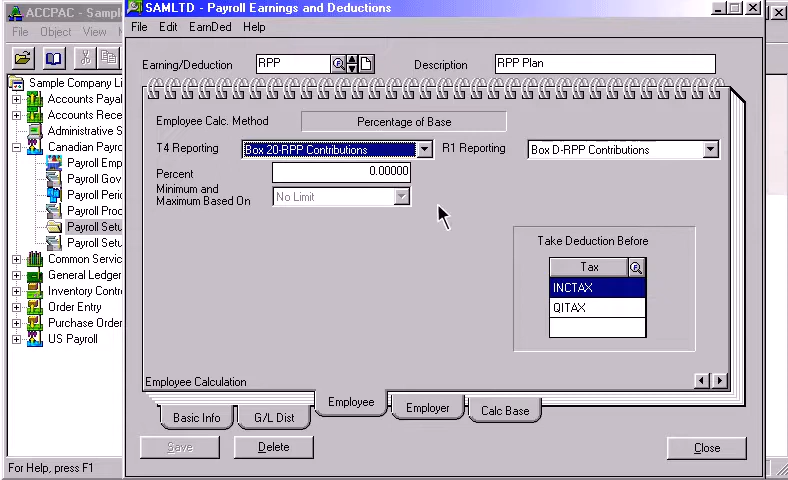 ACCPAC - Sample
SAMLTD - Payroll Earnings and Deductions
File Object View
File Edit EarnDed Help
Earning/Deduction RPP Description RPP Plan
Employee Calc. Method Percentage of Base
T4 Reporting Box 20-RPP Contributions R1 Reporting Box D-RPP Contributions
Percent 0.00000
Minimum and
Maximum Based On No Limit
Take Deduction Before
Tax
INCTAX
QITAX
Employee Calculation
Basic Info G/L Dist Employee Employer Calc Base
Save Delete Close
Sample Company Li
Accounts Payal
Accounts Rece
Administrative S
Canadian Payro
Payroll Emp
Payroll Gov
Payroll Perio
Payroll Proc
Payroll Setu
Payroll Setu
Common Servic
General Ledger
Inventory Contr
Order Entry
Purchase Order
US Payroll
For Help, press F1